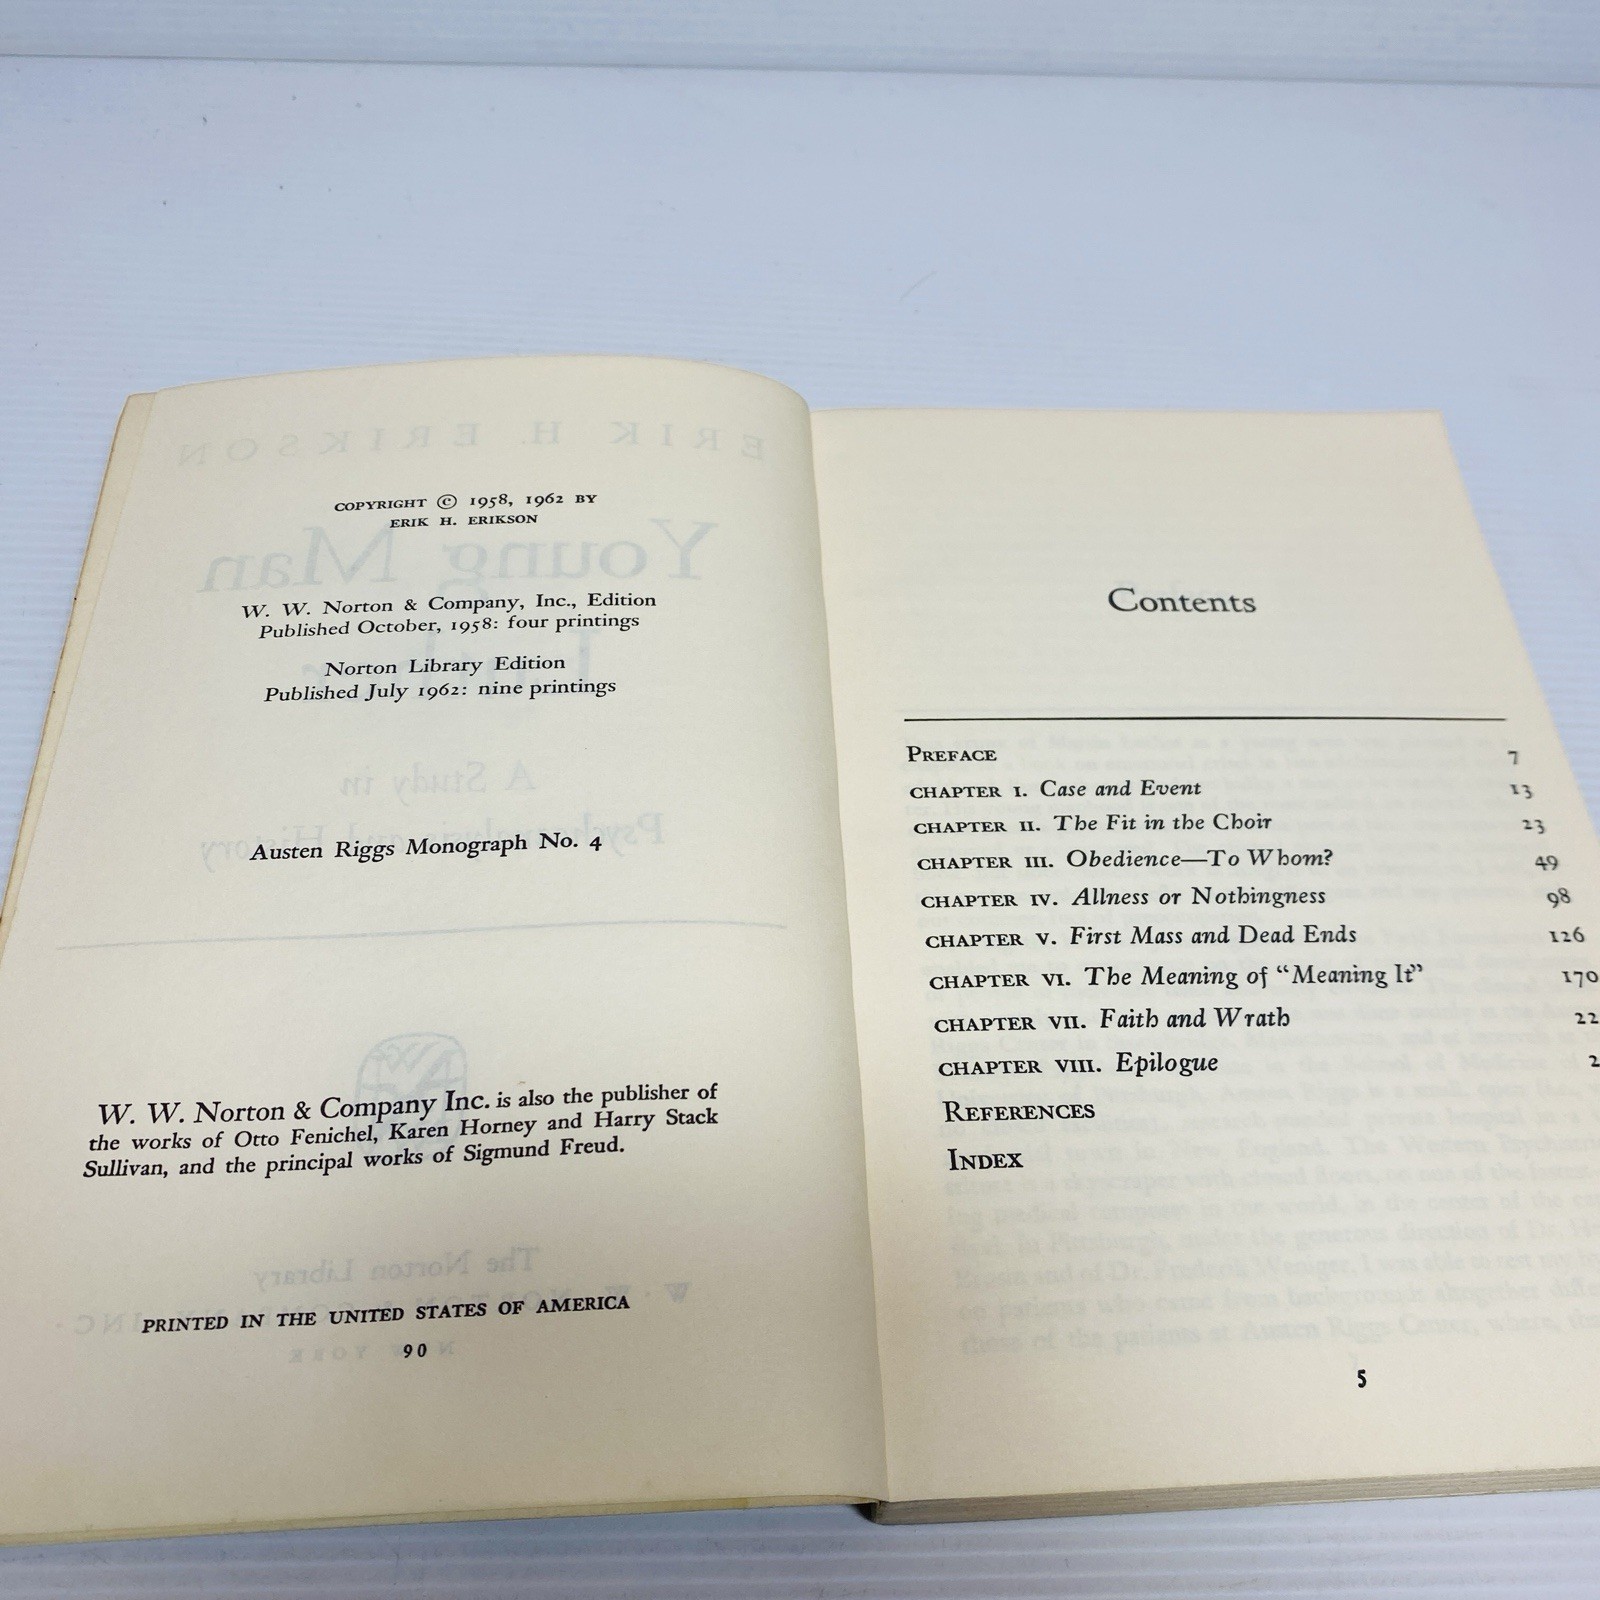 COPYRIGHT © 1958, 1962 BY
ERIK H. ERIKSON
W. W. Norton & Company, Inc., Edition
Published October, 1958: four printings
Norton Library Edition
Published July 1962: nine printings
Austen Riggs Monograph No. 4
W. W. Norton & Company Inc. is also the publisher of
the works of Otto Fenichel, Karen Horney and Harry Stack
Sullivan, and the principal works of Sigmund Freud.
PRINTED IN THE UNITED STATES OF AMERICA
90
Contents
PREFACE 7
CHAPTER I. Case and Event 13
CHAPTER II. The Fit in the Choir 23
CHAPTER III. Obedience—To Whom? 49
CHAPTER IV. Allness or Nothingness 98
CHAPTER V. First Mass and Dead Ends 126
CHAPTER VI. The Meaning of “Meaning It” 170
CHAPTER VII. Faith and Wrath 22
CHAPTER VIII. Epilogue 2
REFERENCES
INDEX
5